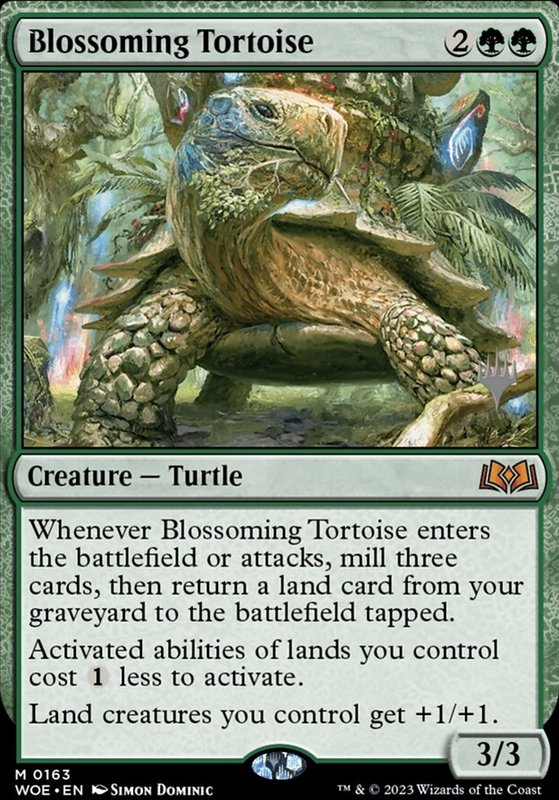 Blossoming Tortoise 2
Creature — Turtle
Whenever Blossoming Tortoise enters
the battlefield or attacks, mill three
cards, then return a land card from your
graveyard to the battlefield tapped.
Activated abilities of lands you control
cost 1 less to activate.
Land creatures you control get +1/+1.
3/3
M 0163
WOE • EN Simon Dominic
™ & © 2023 Wizards of the Coast